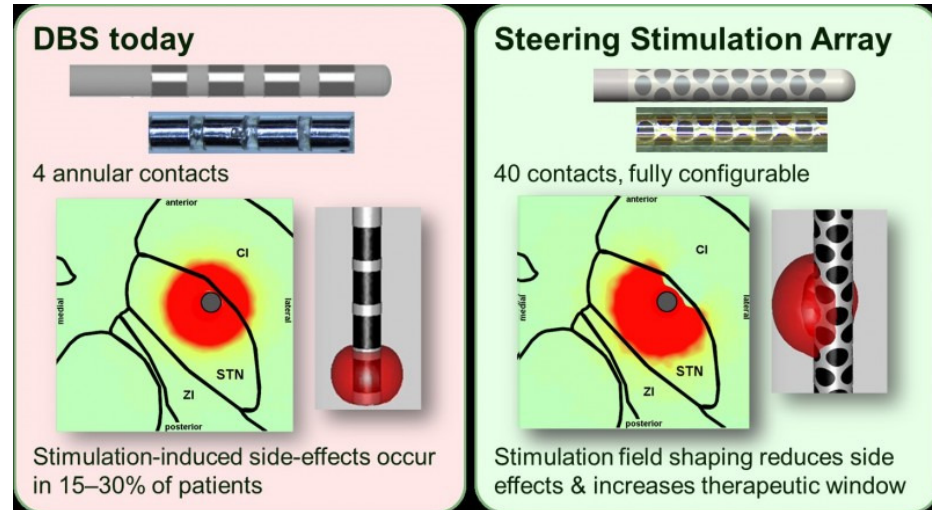 DBS today
4 annular contacts
anterior
CI
medial
lateral
STN
ZI
posterior
Stimulation-induced side-effects occur
in 15–30% of patients
Steering Stimulation Array
40 contacts, fully configurable
anterior
CI
medial
lateral
STN
ZI
posterior
Stimulation field shaping reduces side
effects & increases therapeutic window